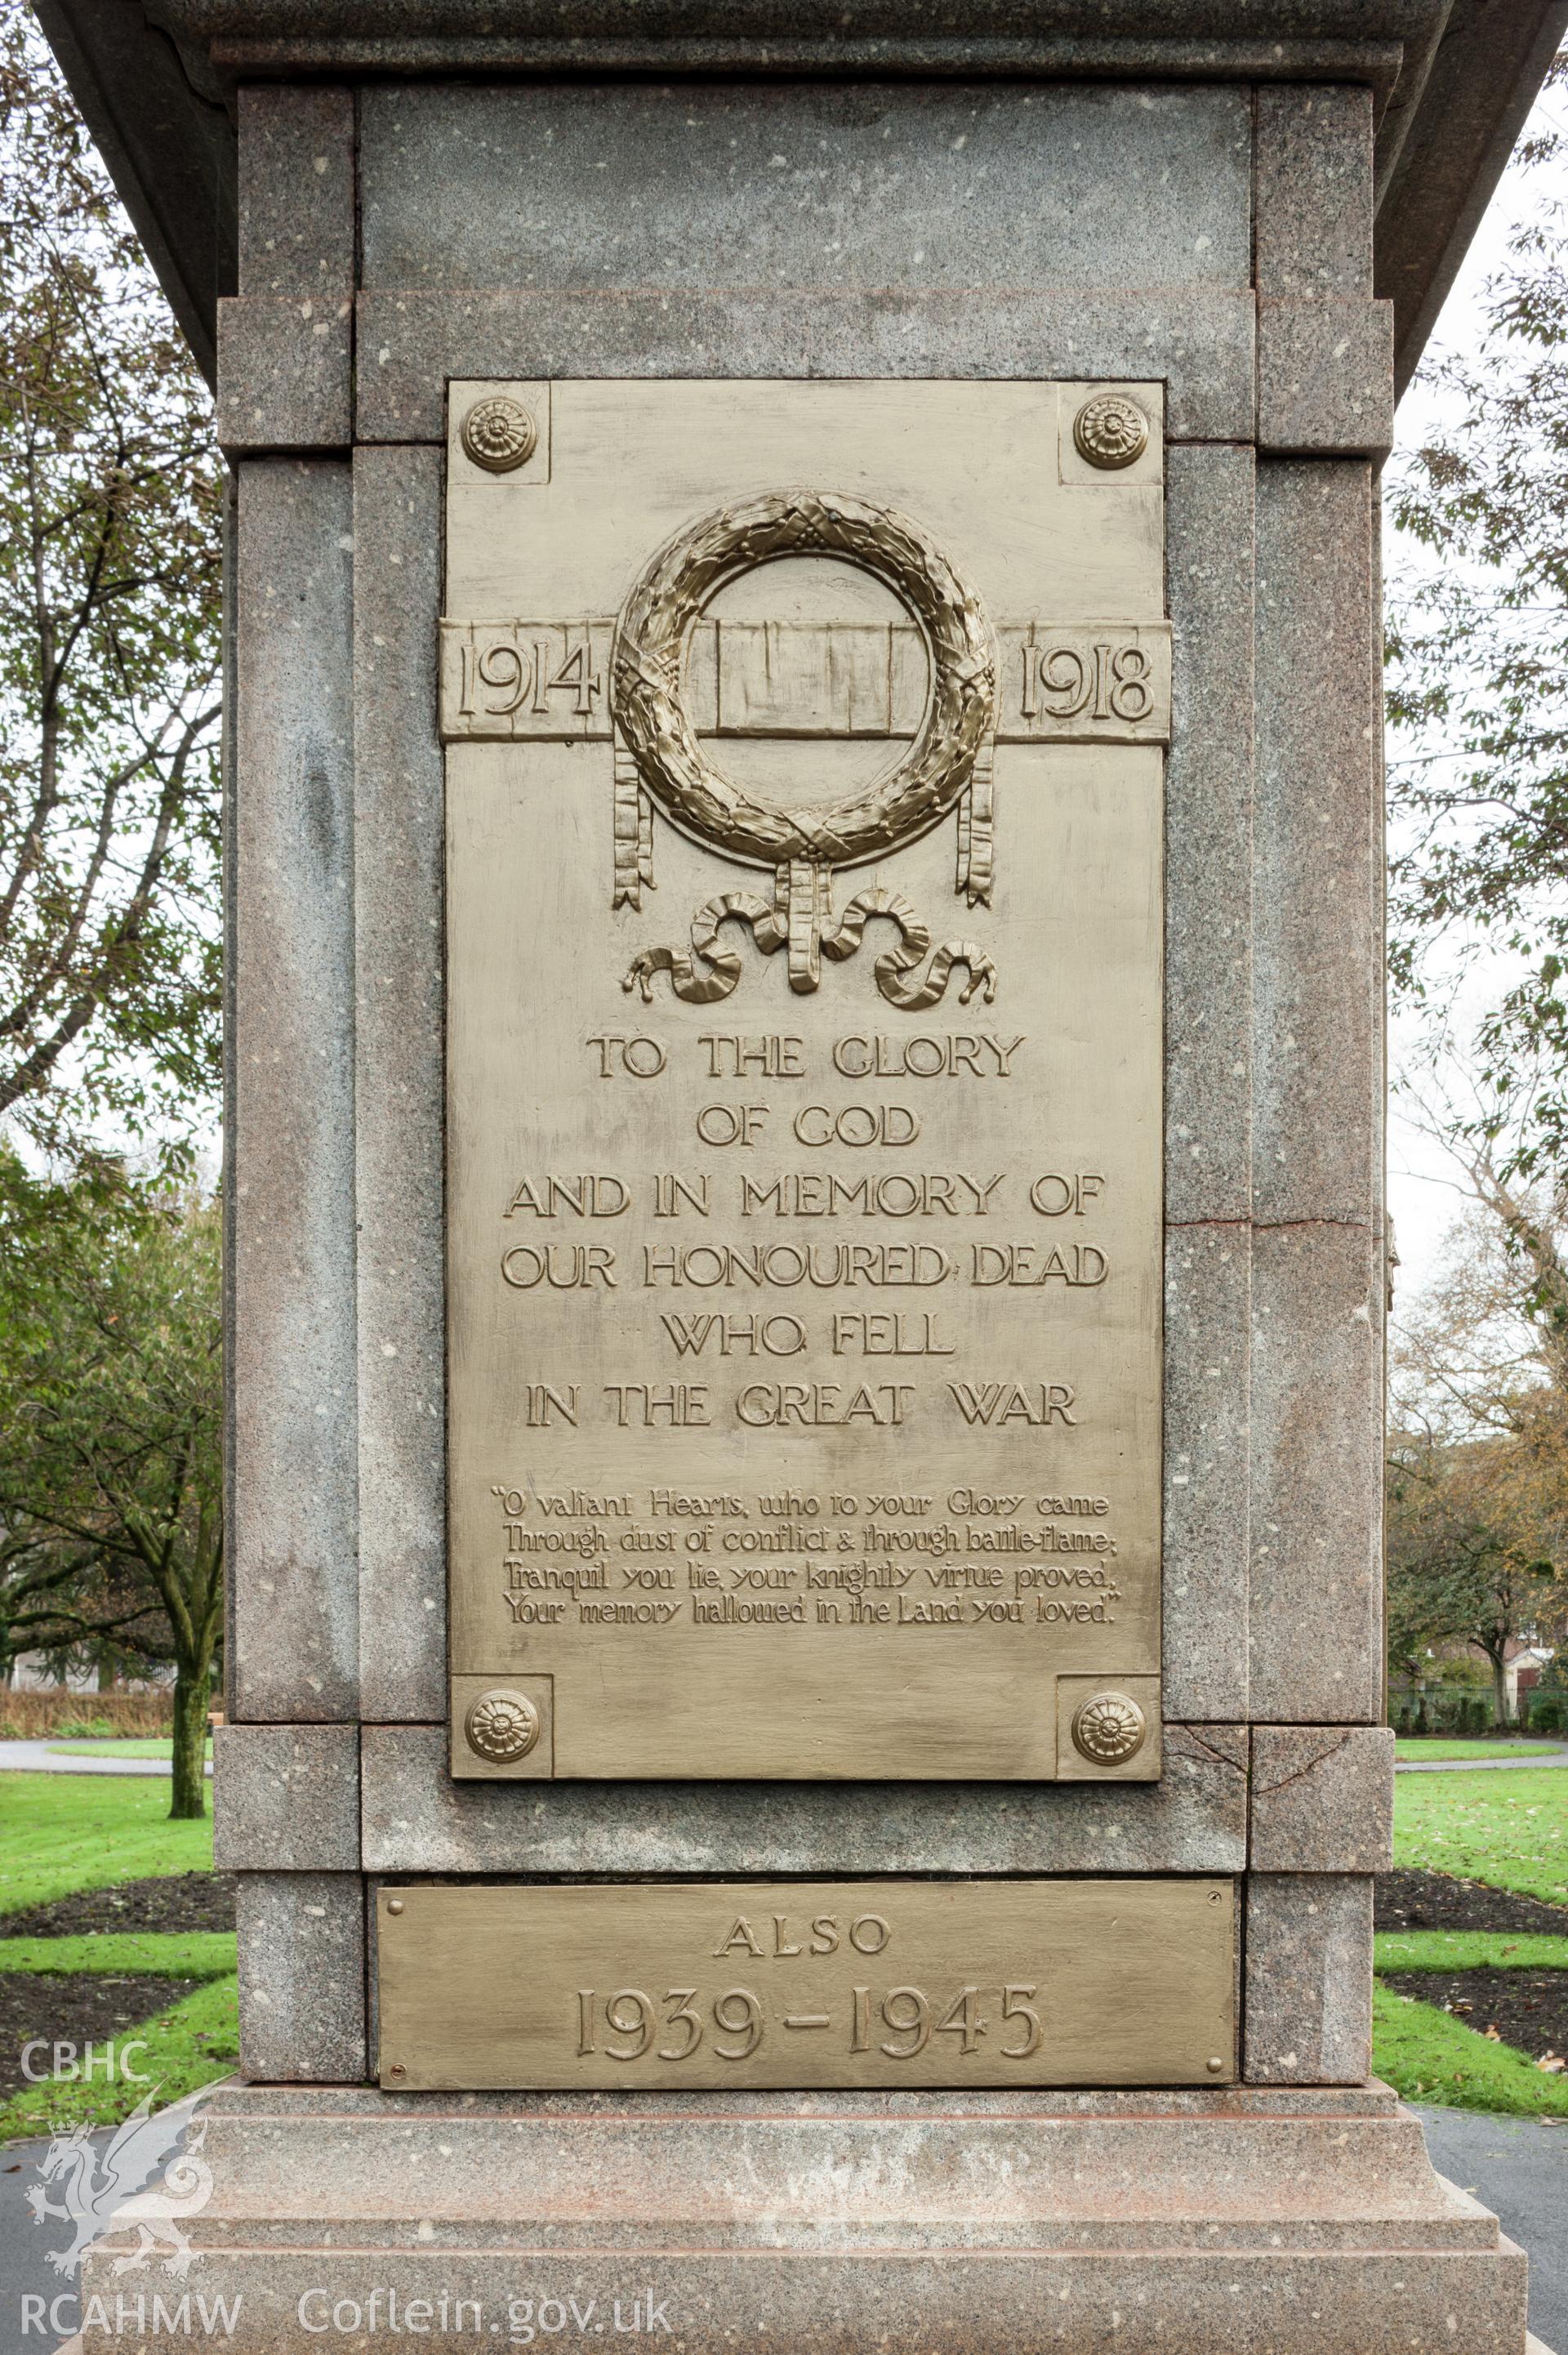 1914 1918
TO THE GLORY
OF GOD
AND IN MEMORY OF
OUR HONOURED DEAD
WHO FELL
IN THE GREAT WAR
"O valiant Hearts, who to your Glory came
Through dust of conflict & through battle-flame;
Tranquil you lie, your knightly virtue proved,
Your memory hallowed in the Land you loved."
ALSO
1939-1945
CBHC
RCAHMW Coflein.gov.uk